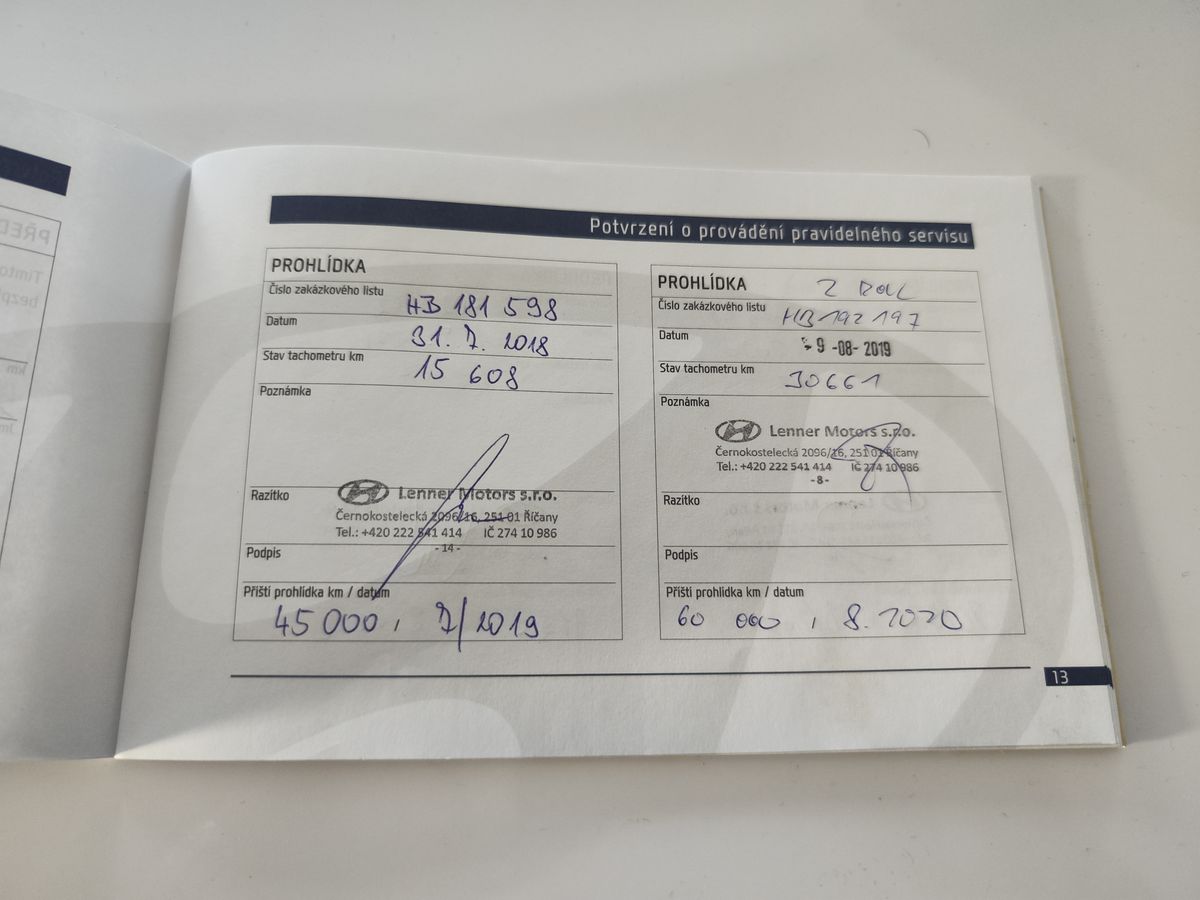 Potvrzení o provádění pravidelného servisu
PROHLÍDKA
Číslo zakázkového listu HB 181 598
Datum 31. 7. 2018
Stav tachometru km 15 608
Poznámka
Razítko
Lenner Motors s.r.o.
Černokostelecká 2096/16, 251 01 Říčany
Tel.: +420 222 541 414 IČ 274 10 986
- 14 -
Podpis
Příští prohlídka km / datum
45 000, 7/2019
PROHLÍDKA 2 ROK
Číslo zakázkového listu HB192197
Datum 9 -08- 2019
Stav tachometru km 30661
Poznámka
Lenner Motors s.r.o.
Černokostelecká 2096/16, 251 01 Říčany
Tel.: +420 222 541 414 IČ 274 10 986
- 8 -
Razítko
Podpis
Příští prohlídka km / datum
60 000, 8.2020
13